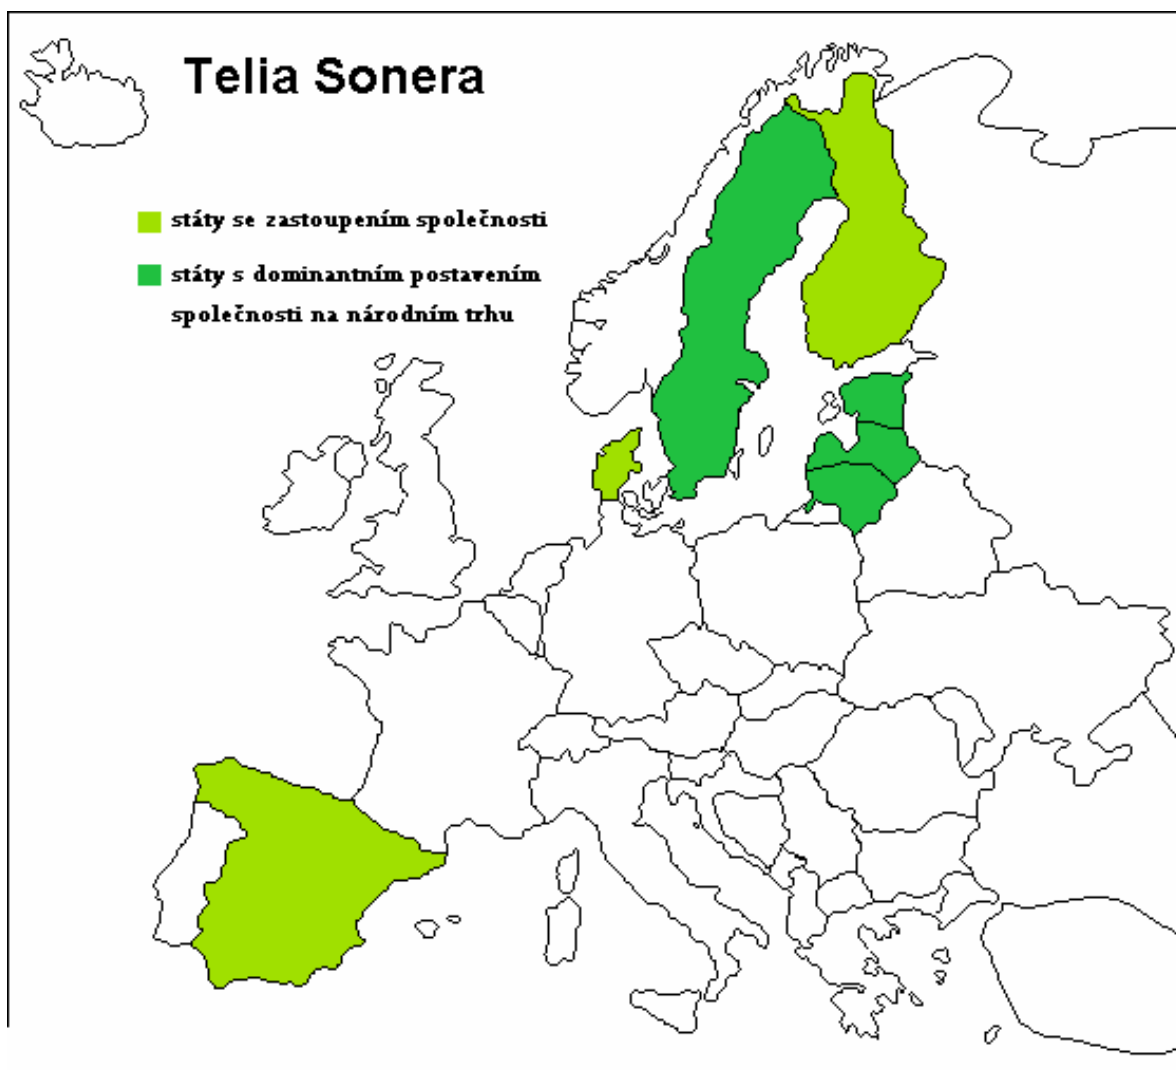 Telia Sonera
státy se zastoupením společnosti
státy s dominantním postavením
společnosti na národním trhu